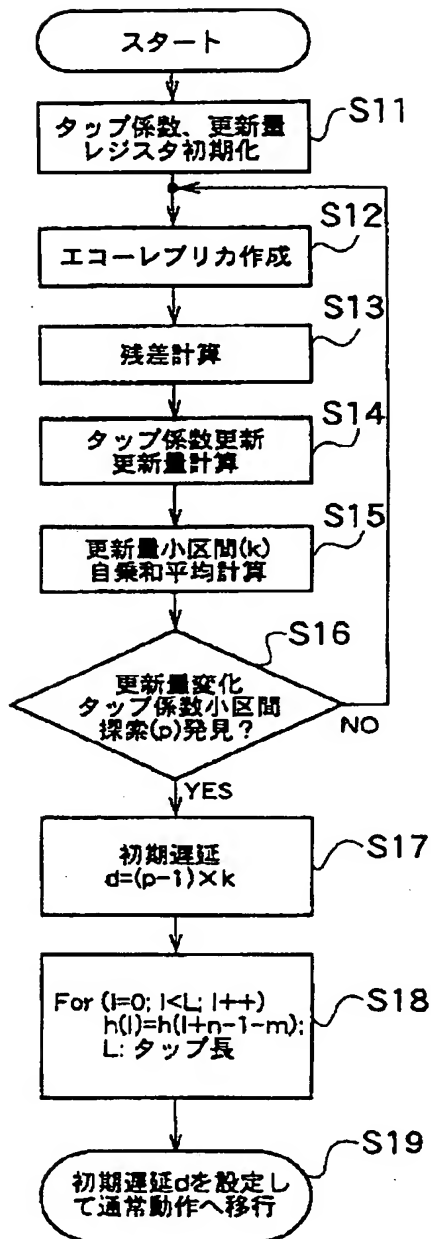 スタート
S11
タップ係数、更新量
レジスタ初期化
S12
エコーレプリカ作成
S13
残差計算
S14
タップ係数更新
更新量計算
S15
更新量小区間(k)
自乗和平均計算
S16
更新量変化
タップ係数小区間
探索(p)発見?
NO
YES
初期遅延
d=(p-1)×k
S17
For (l=0; l<L; l++)
h(l)=h(l+n-1-m);
L: タップ長
S18
S19
初期遅延dを設定し
て通常動作へ移行